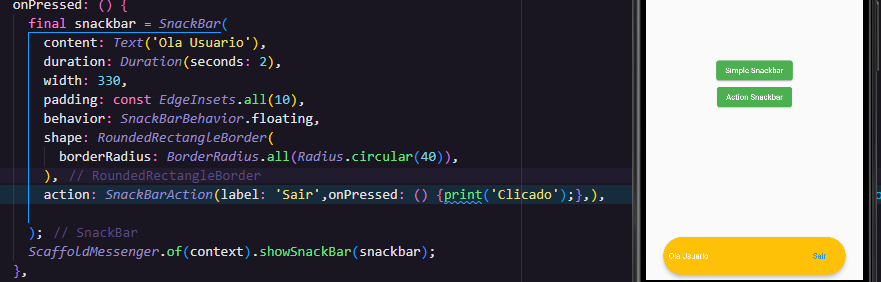 onPressed: () {
final snackbar = SnackBar(
content: Text('Ola Usuario'),
duration: Duration(seconds: 2),
width: 330,
padding: const EdgeInsets.all(10),
behavior: SnackBarBehavior.floating,
shape: RoundedRectangleBorder(
borderRadius: BorderRadius.all(Radius.circular(40)),
), // RoundedRectangleBorder
action: SnackBarAction(label: 'Sair',onPressed: () {print('Clicado');},),
); // SnackBar
ScaffoldMessenger.of(context).showSnackBar(snackbar);
},
Simple Snackbar
Action Snackbar
Ola Usuario
Sair